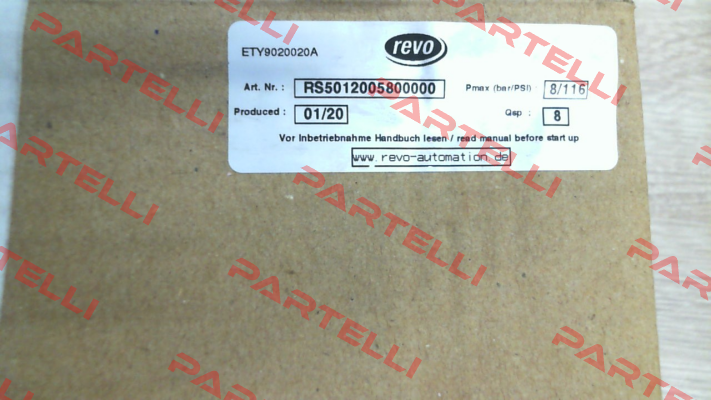 ETY9020020A
revo
Art. Nr. : RS5012005800000 Pmax (bar/PSI) : 8/116
Produced : 01/20 Qsp : 8
Vor Inbetriebnahme Handbuch lesen / read manual before start up
www.revo-automation.de
PARTELLI
PARTELLI
PARTELLI
PARTELLI
PARTELLI
PARTELLI
PARTELLI
PARTELLI